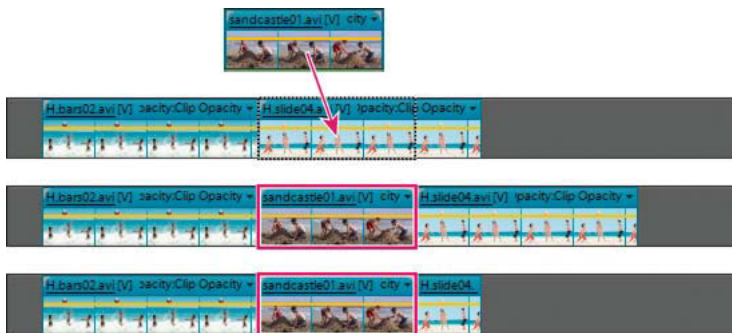 sandcastle01.avi [V] city
H.bars02.avi [V] pacity:Clip Opacity H.slide04.avi [V] pacity:Clip Opacity
H.bars02.avi [V] pacity:Clip Opacity sandcastle01.avi [V] city H.slide04.avi [V] pacity:Clip Opacity
H.bars02.avi [V] pacity:Clip Opacity sandcastle01.avi [V] city H.slide04.